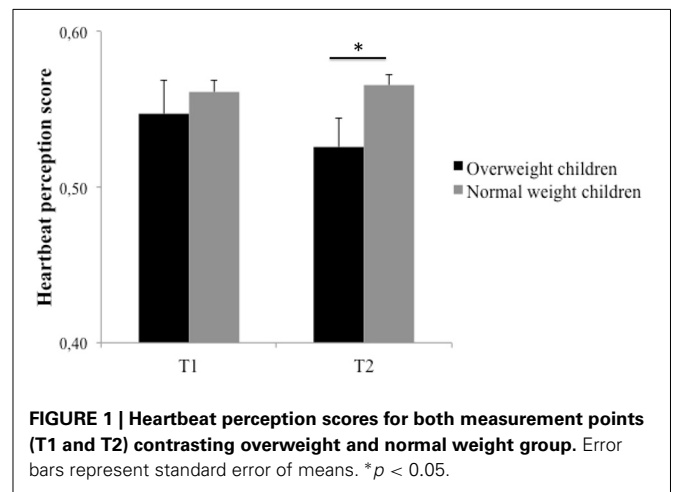 0,60
*
Heartbeat perception score
0,50
Overweight children
Normal weight children
0,40
T1 T2
FIGURE 1 | Heartbeat perception scores for both measurement points
(T1 and T2) contrasting overweight and normal weight group. Error
bars represent standard error of means. *p < 0.05.